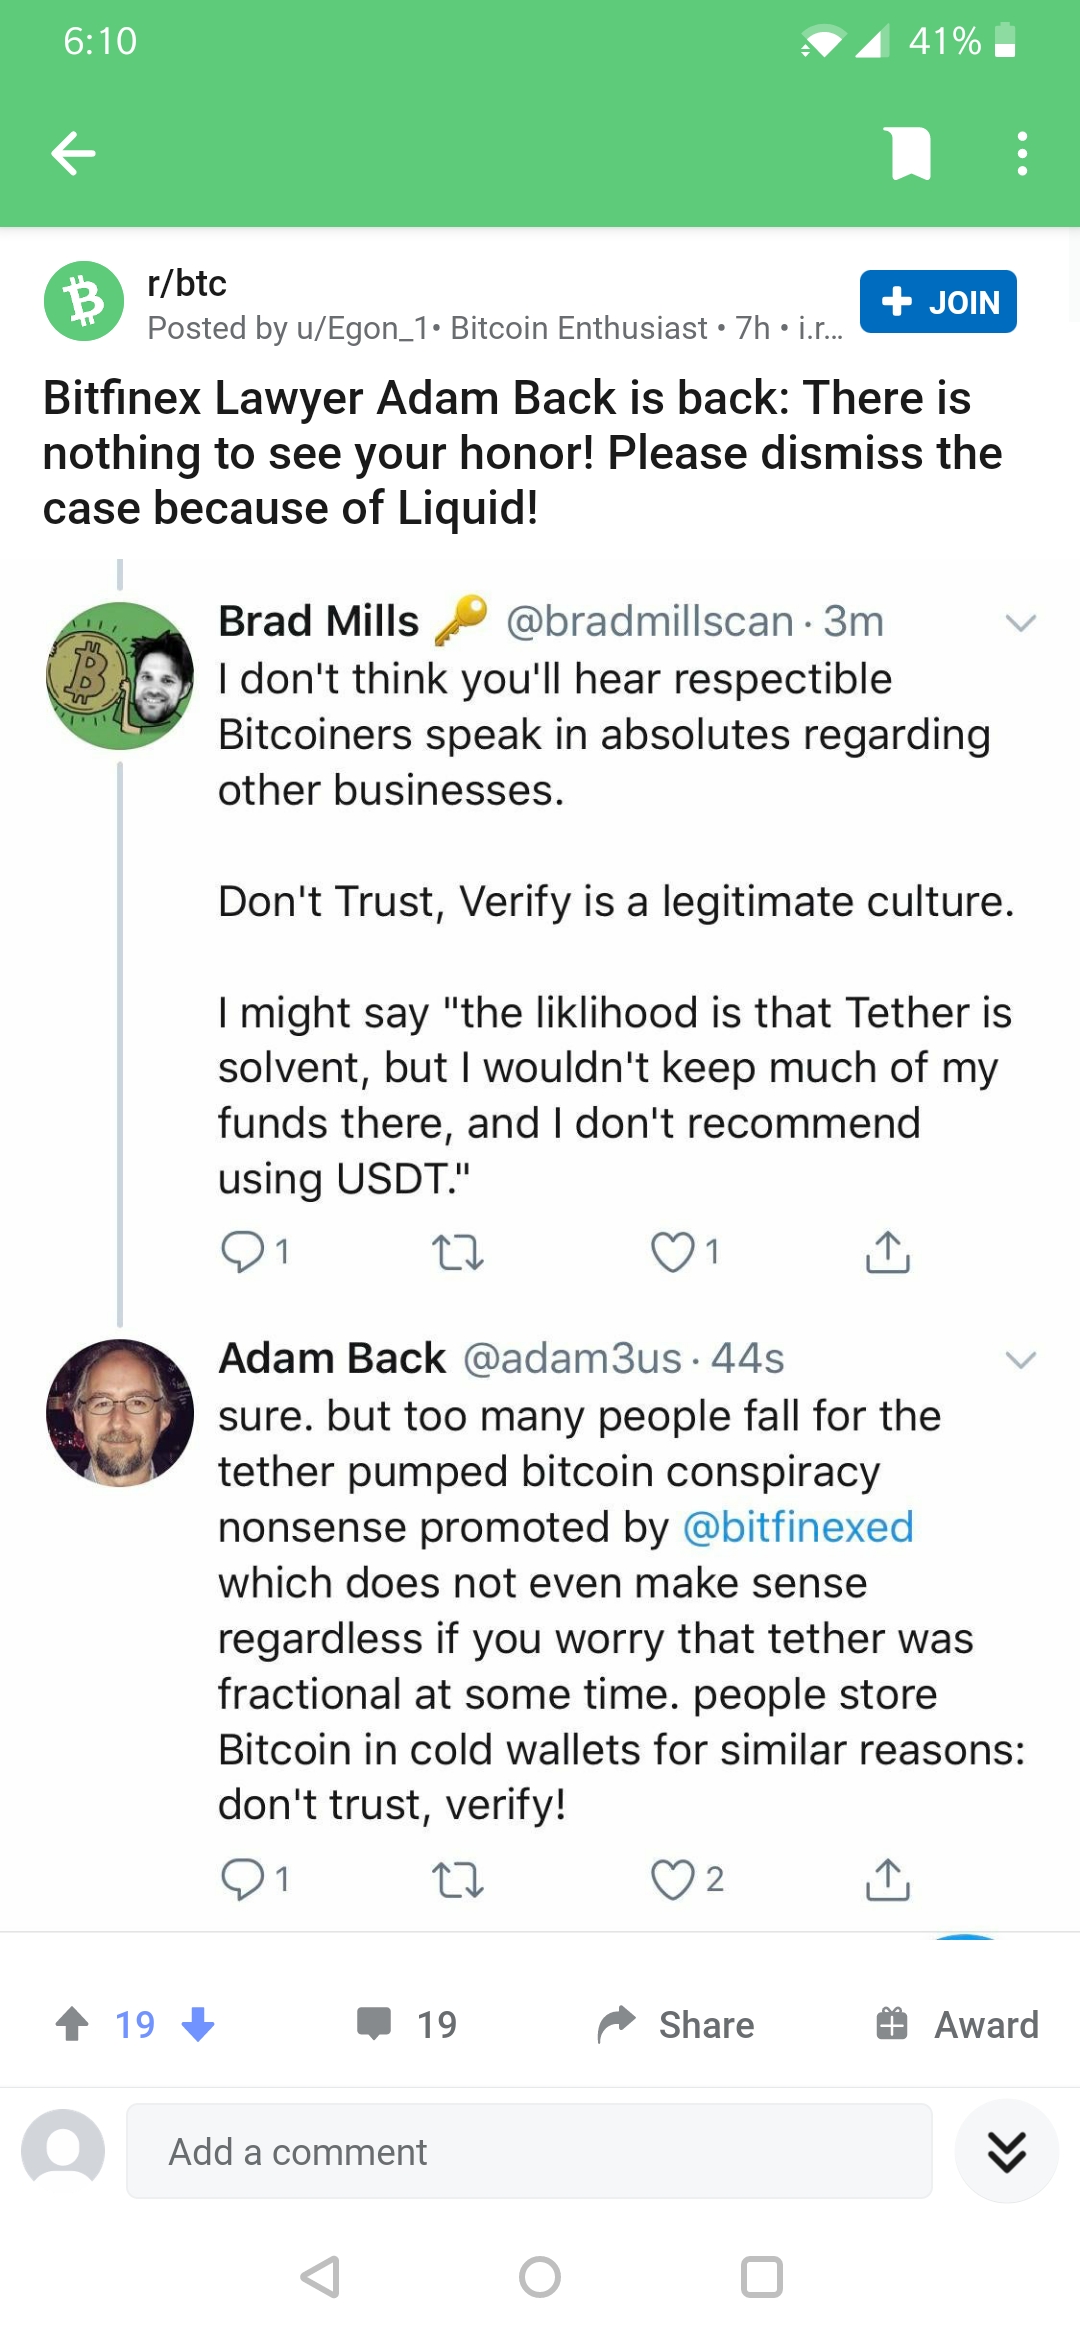 6:10
41%
r/btc
Posted by u/Egon_1• Bitcoin Enthusiast • 7h • i.r...
+ JOIN
Bitfinex Lawyer Adam Back is back: There is
nothing to see your honor! Please dismiss the
case because of Liquid!
Brad Mills 🔑 @bradmillscan · 3m
I don't think you'll hear respectible
Bitcoiners speak in absolutes regarding
other businesses.
Don't Trust, Verify is a legitimate culture.
I might say "the liklihood is that Tether is
solvent, but I wouldn't keep much of my
funds there, and I don't recommend
using USDT."
1
1
Adam Back @adam3us · 44s
sure. but too many people fall for the
tether pumped bitcoin conspiracy
nonsense promoted by @bitfinexed
which does not even make sense
regardless if you worry that tether was
fractional at some time. people store
Bitcoin in cold wallets for similar reasons:
don't trust, verify!
1
2
19
19
Share
Award
Add a comment